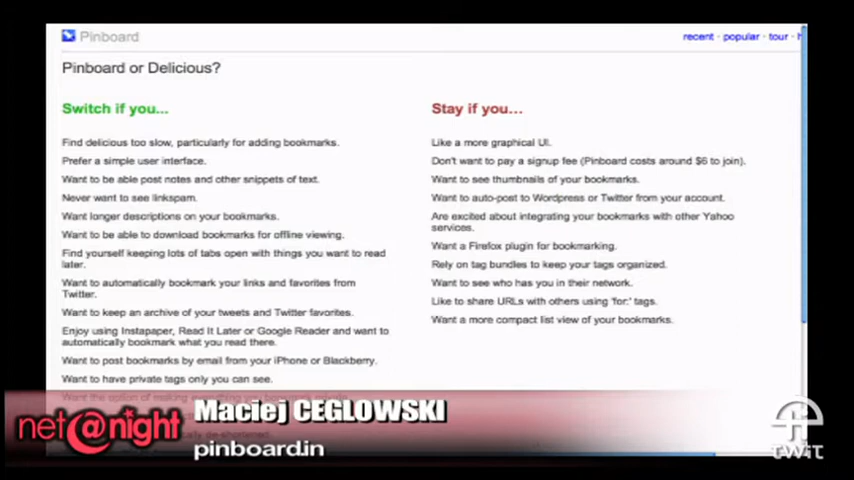 Pinboard
recent · popular · tour ·
Pinboard or Delicious?
Switch if you...
Find delicious too slow, particularly for adding bookmarks.
Prefer a simple user interface.
Want to be able post notes and other snippets of text.
Never want to see linkspam.
Want longer descriptions on your bookmarks.
Want to be able to download bookmarks for offline viewing.
Find yourself keeping lots of tabs open with things you want to read
later.
Want to automatically bookmark your links and favorites from
Twitter.
Want to keep an archive of your tweets and Twitter favorites.
Enjoy using Instapaper, Read It Later or Google Reader and want to
automatically bookmark what you read there.
Want to post bookmarks by email from your iPhone or Blackberry.
Want to have private tags only you can see.
Want the option of making everything you bookmark private.
Stay if you...
Like a more graphical UI.
Don't want to pay a signup fee (Pinboard costs around $6 to join).
Want to see thumbnails of your bookmarks.
Want to auto-post to Wordpress or Twitter from your account.
Are excited about integrating your bookmarks with other Yahoo
services.
Want a Firefox plugin for bookmarking.
Rely on tag bundles to keep your tags organized.
Want to see who has you in their network.
Like to share URLs with others using 'for:' tags.
Want a more compact list view of your bookmarks.
net@night
Maciej CEGLOWSKI
pinboard.in
TWiT